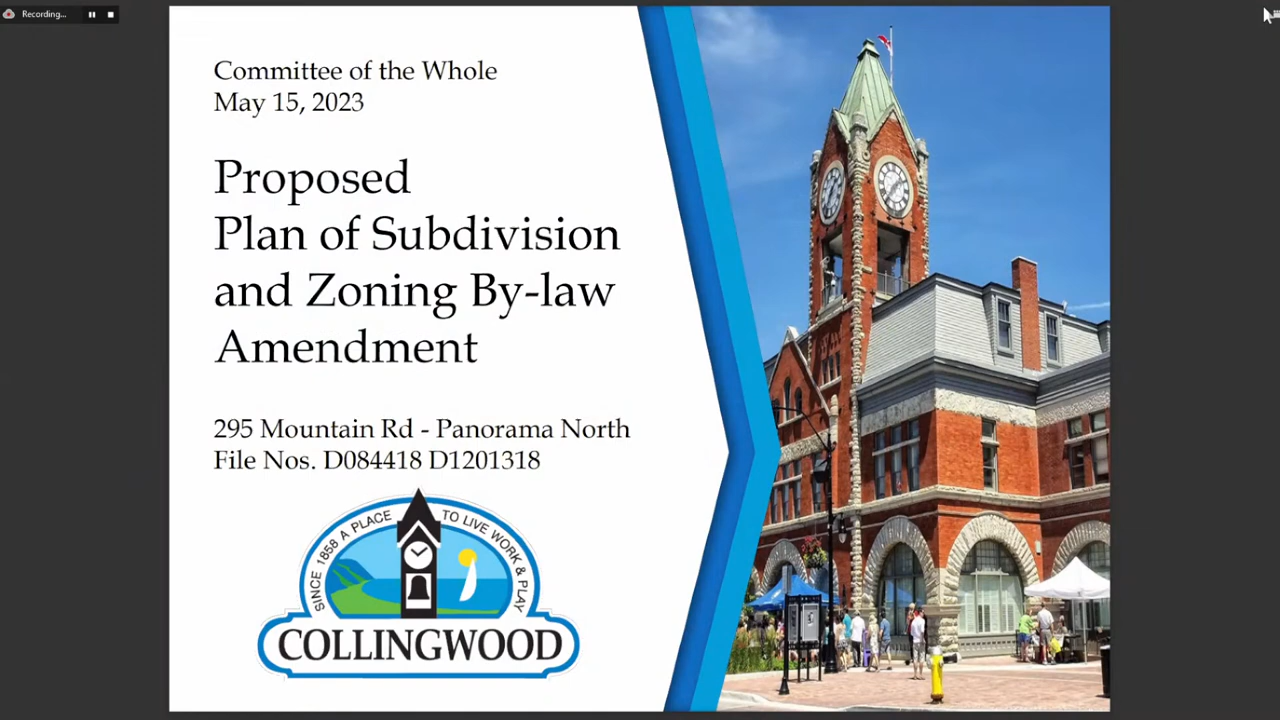 Recording...
Committee of the Whole
May 15, 2023
Proposed
Plan of Subdivision
and Zoning By-law
Amendment
295 Mountain Rd - Panorama North
File Nos. D084418 D1201318
SINCE 1858 A PLACE TO LIVE WORK & PLAY
COLLINGWOOD